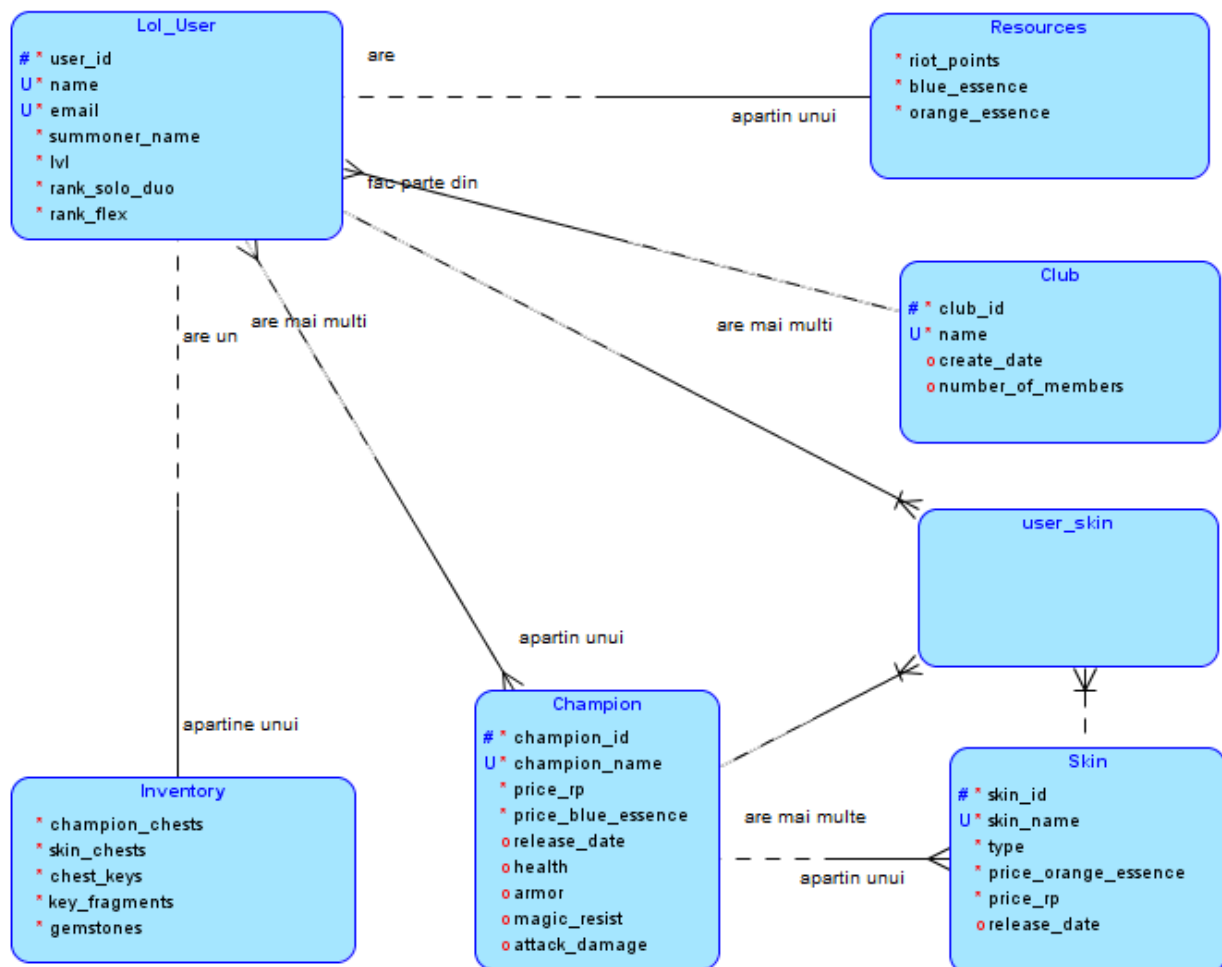 Lol_User
# * user_id
U * name
U * email
* summoner_name
* lvl
* rank_solo_duo
* rank_flex
are
apartin unui
Resources
* riot_points
* blue_essence
* orange_essence
fac parte din
are mai multi
Club
# * club_id
U * name
o create_date
o number_of_members
are un
are mai multi
apartin unui
apartine unui
user_skin
Inventory
* champion_chests
* skin_chests
* chest_keys
* key_fragments
* gemstones
Champion
# * champion_id
U * champion_name
* price_rp
* price_blue_essence
o release_date
o health
o armor
o magic_resist
o attack_damage
are mai multe
apartin unui
Skin
# * skin_id
U * skin_name
* type
* price_orange_essence
* price_rp
o release_date